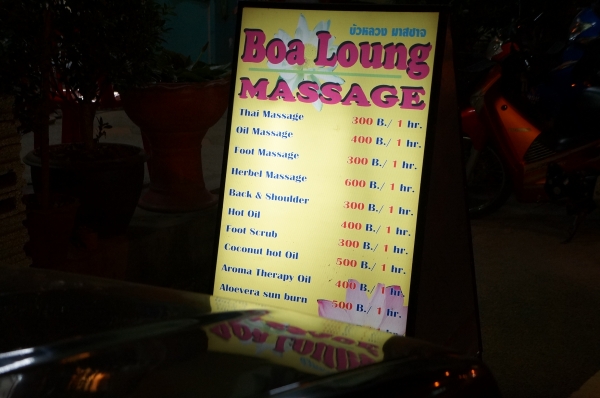 บัวหลวง มาสซาจ
Boa Loung
MASSAGE
Thai Massage 300 B./ 1 hr.
Oil Massage 400 B./ 1 hr.
Foot Massage 300 B./ 1 hr.
Herbel Massage 600 B./ 1 hr.
Back & Shoulder 300 B./ 1 hr.
Hot Oil 400 B./ 1 hr.
Foot Scrub 300 B./ 1 hr.
Coconut hot Oil 500 B./ 1 hr.
Aroma Therapy Oil 400 B./ 1 hr.
Aloevera sun burn 500 B./ 1 hr.